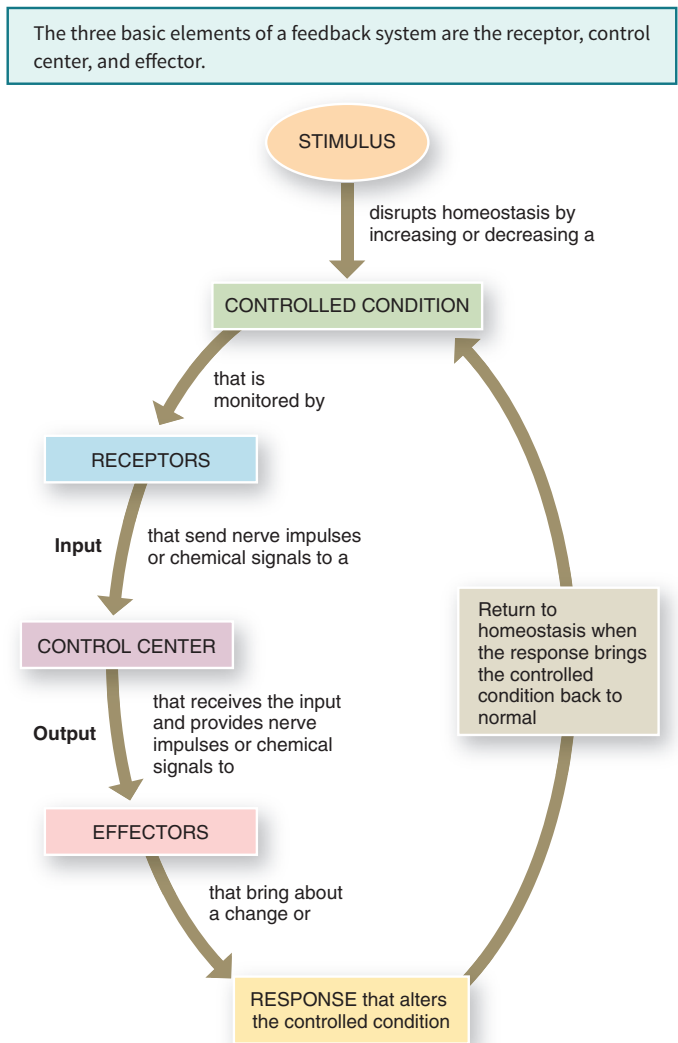 The three basic elements of a feedback system are the receptor, control
center, and effector.
STIMULUS
disrupts homeostasis by
increasing or decreasing a
CONTROLLED CONDITION
that is
monitored by
RECEPTORS
Input
that send nerve impulses
or chemical signals to a
CONTROL CENTER
Output
that receives the input
and provides nerve
impulses or chemical
signals to
EFFECTORS
that bring about
a change or
RESPONSE that alters
the controlled condition
Return to
homeostasis when
the response brings
the controlled
condition back to
normal